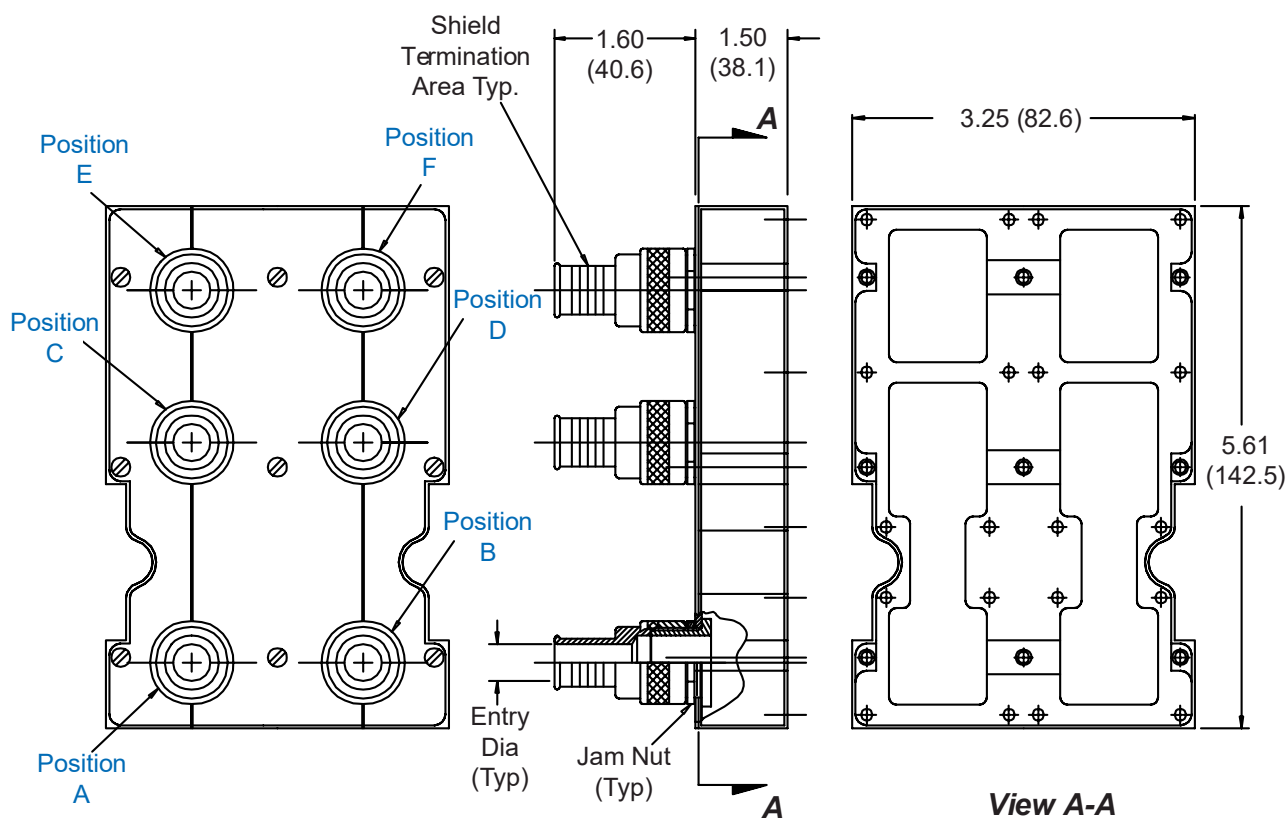 Shield
Termination
Area Typ.
1.60
(40.6)
1.50
(38.1)
A
3.25 (82.6)
Position
E
Position
F
Position
C
Position
D
5.61
(142.5)
Position
B
Position
A
Entry
Dia
(Typ)
Jam Nut
(Typ)
A
View A-A